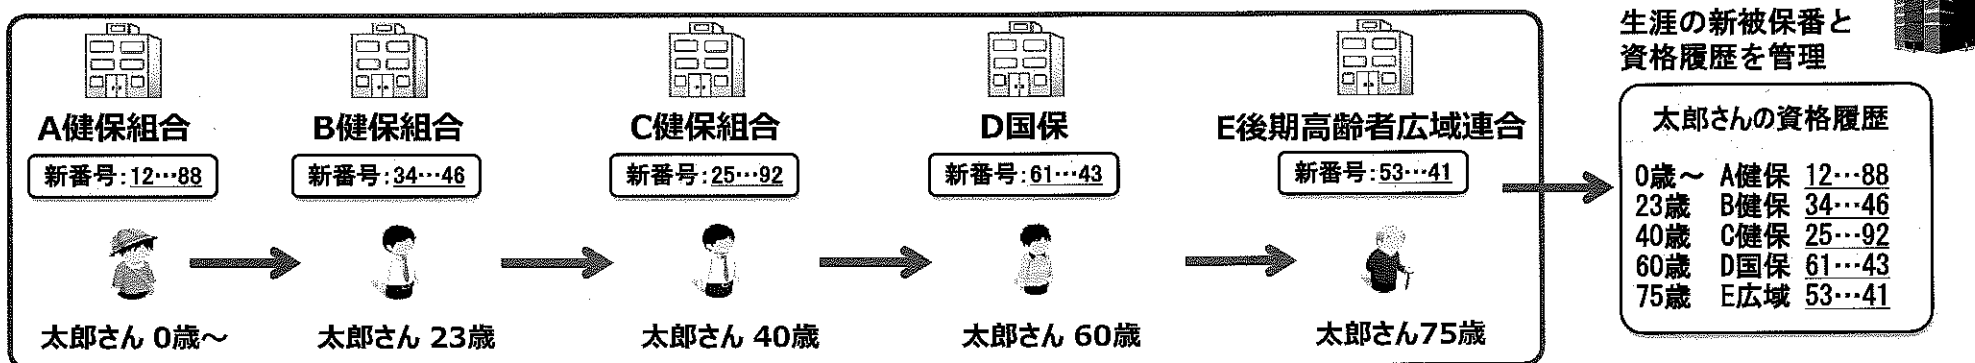 A健保組合
B健保組合
C健保組合
D国保
E後期高齢者広域連合
新番号:12…88
新番号:34…46
新番号:25…92
新番号:61…43
新番号:53…41
太郎さん 0歳～
太郎さん 23歳
太郎さん 40歳
太郎さん 60歳
太郎さん75歳
生涯の新被保番と
資格履歴を管理
太郎さんの資格履歴
0歳～ A健保 12…88
23歳 B健保 34…46
40歳 C健保 25…92
60歳 D国保 61…43
75歳 E広域 53…41